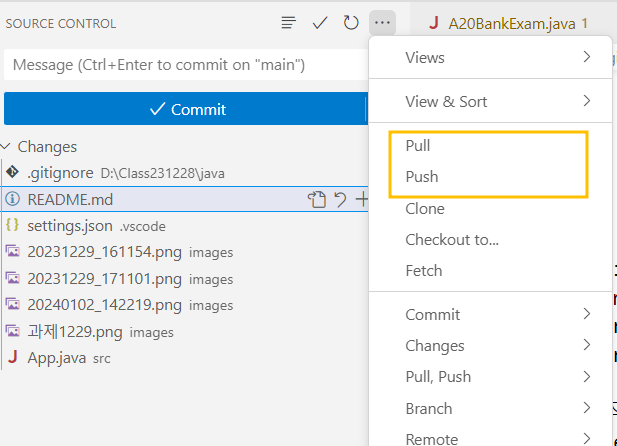 SOURCE CONTROL
A20BankExam.java 1
Message (Ctrl+Enter to commit on "main")
Commit
Changes
.gitignore D:\Class231228\java
README.md
settings.json .vscode
20231229_161154.png images
20231229_171101.png images
20240102_142219.png images
과제1229.png images
App.java src
Views
View & Sort
Pull
Push
Clone
Checkout to...
Fetch
Commit
Changes
Pull, Push
Branch
Remote